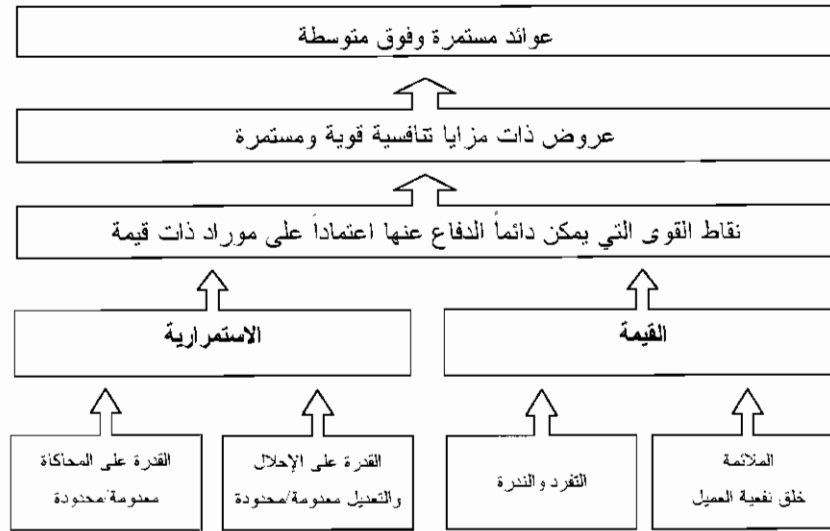 عوائد مستمرة وفوق متوسطة
عروض ذات مزايا تنافسية قوية ومستمرة
نقاط القوى التي يمكن دائماً الدفاع عنها اعتماداً على موراد ذات قيمة
القيمة
الاستمرارية
الملائمة
خلق نفعية العميل
التفرد والندرة
القدرة على الإحلال
والتعديل معدومة/محدودة
القدرة على المحاكاة
معدومة/محدودة